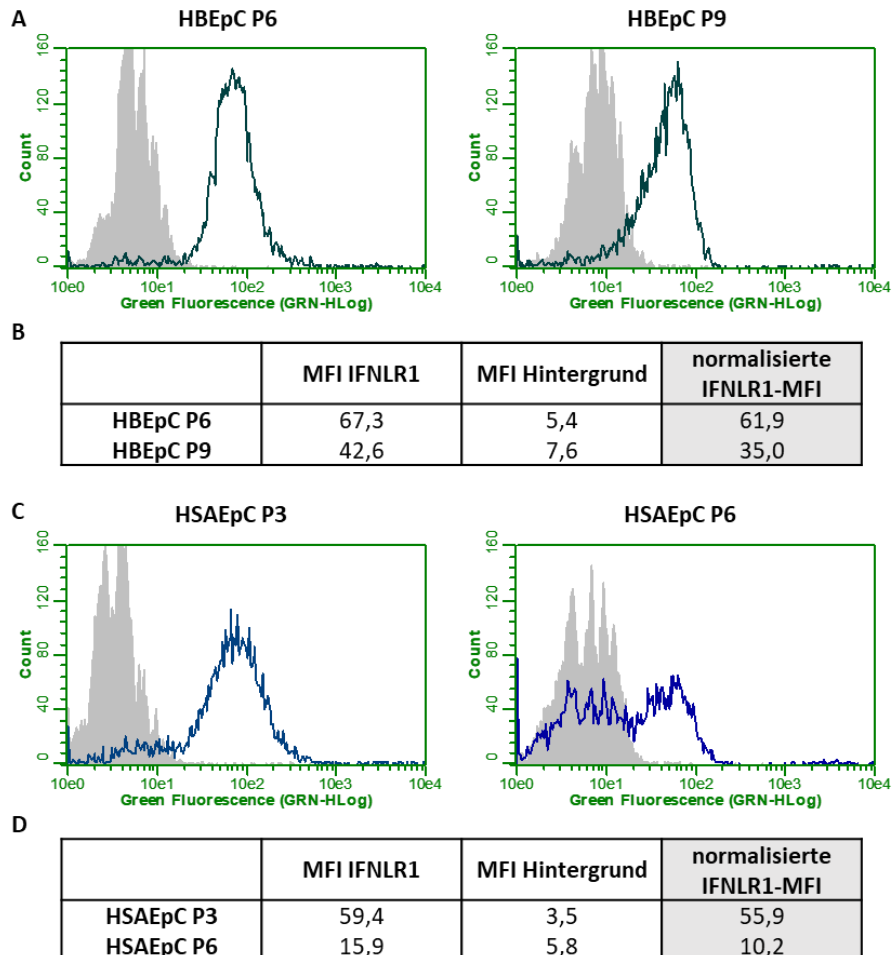 A
HBEpC P6
HBEpC P9
160
120
80
40
0
Count
10e0 10e1 10e2 10e3 10e4
Green Fluorescence (GRN-HLog)
160
120
80
40
0
Count
10e0 10e1 10e2 10e3 10e4
Green Fluorescence (GRN-HLog)
B
MFI IFNLR1 MFI Hintergrund normalisierte
IFNLR1-MFI
HBEpC P6 67,3 5,4 61,9
HBEpC P9 42,6 7,6 35,0
C
HSAEpC P3
HSAEpC P6
160
120
80
40
0
Count
10e0 10e1 10e2 10e3 10e4
Green Fluorescence (GRN-HLog)
160
120
80
40
0
Count
10e0 10e1 10e2 10e3 10e4
Green Fluorescence (GRN-HLog)
D
MFI IFNLR1 MFI Hintergrund normalisierte
IFNLR1-MFI
HSAEpC P3 59,4 3,5 55,9
HSAEpC P6 15,9 5,8 10,2